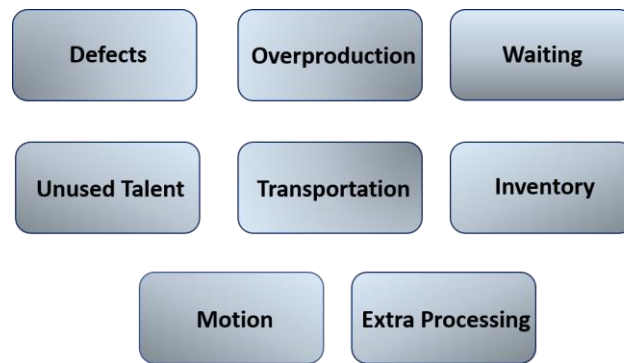 Defects
Overproduction
Waiting
Unused Talent
Transportation
Inventory
Motion
Extra Processing